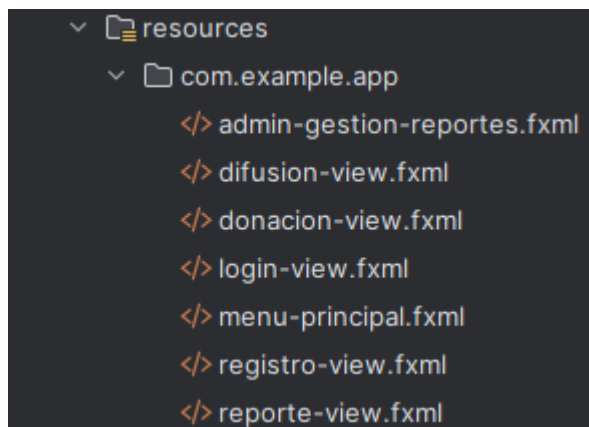 resources
com.example.app
</> admin-gestion-reportes.fxml
</> difusion-view.fxml
</> donacion-view.fxml
</> login-view.fxml
</> menu-principal.fxml
</> registro-view.fxml
</> reporte-view.fxml